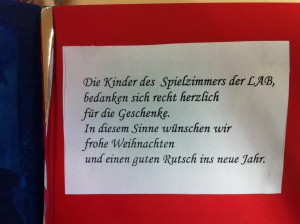 Die Kinder des Spielzimmers der LAB,
bedanken sich recht herzlich
für die Geschenke.
In diesem Sinne wünschen wir
frohe Weihnachten
und einen guten Rutsch ins neue Jahr.